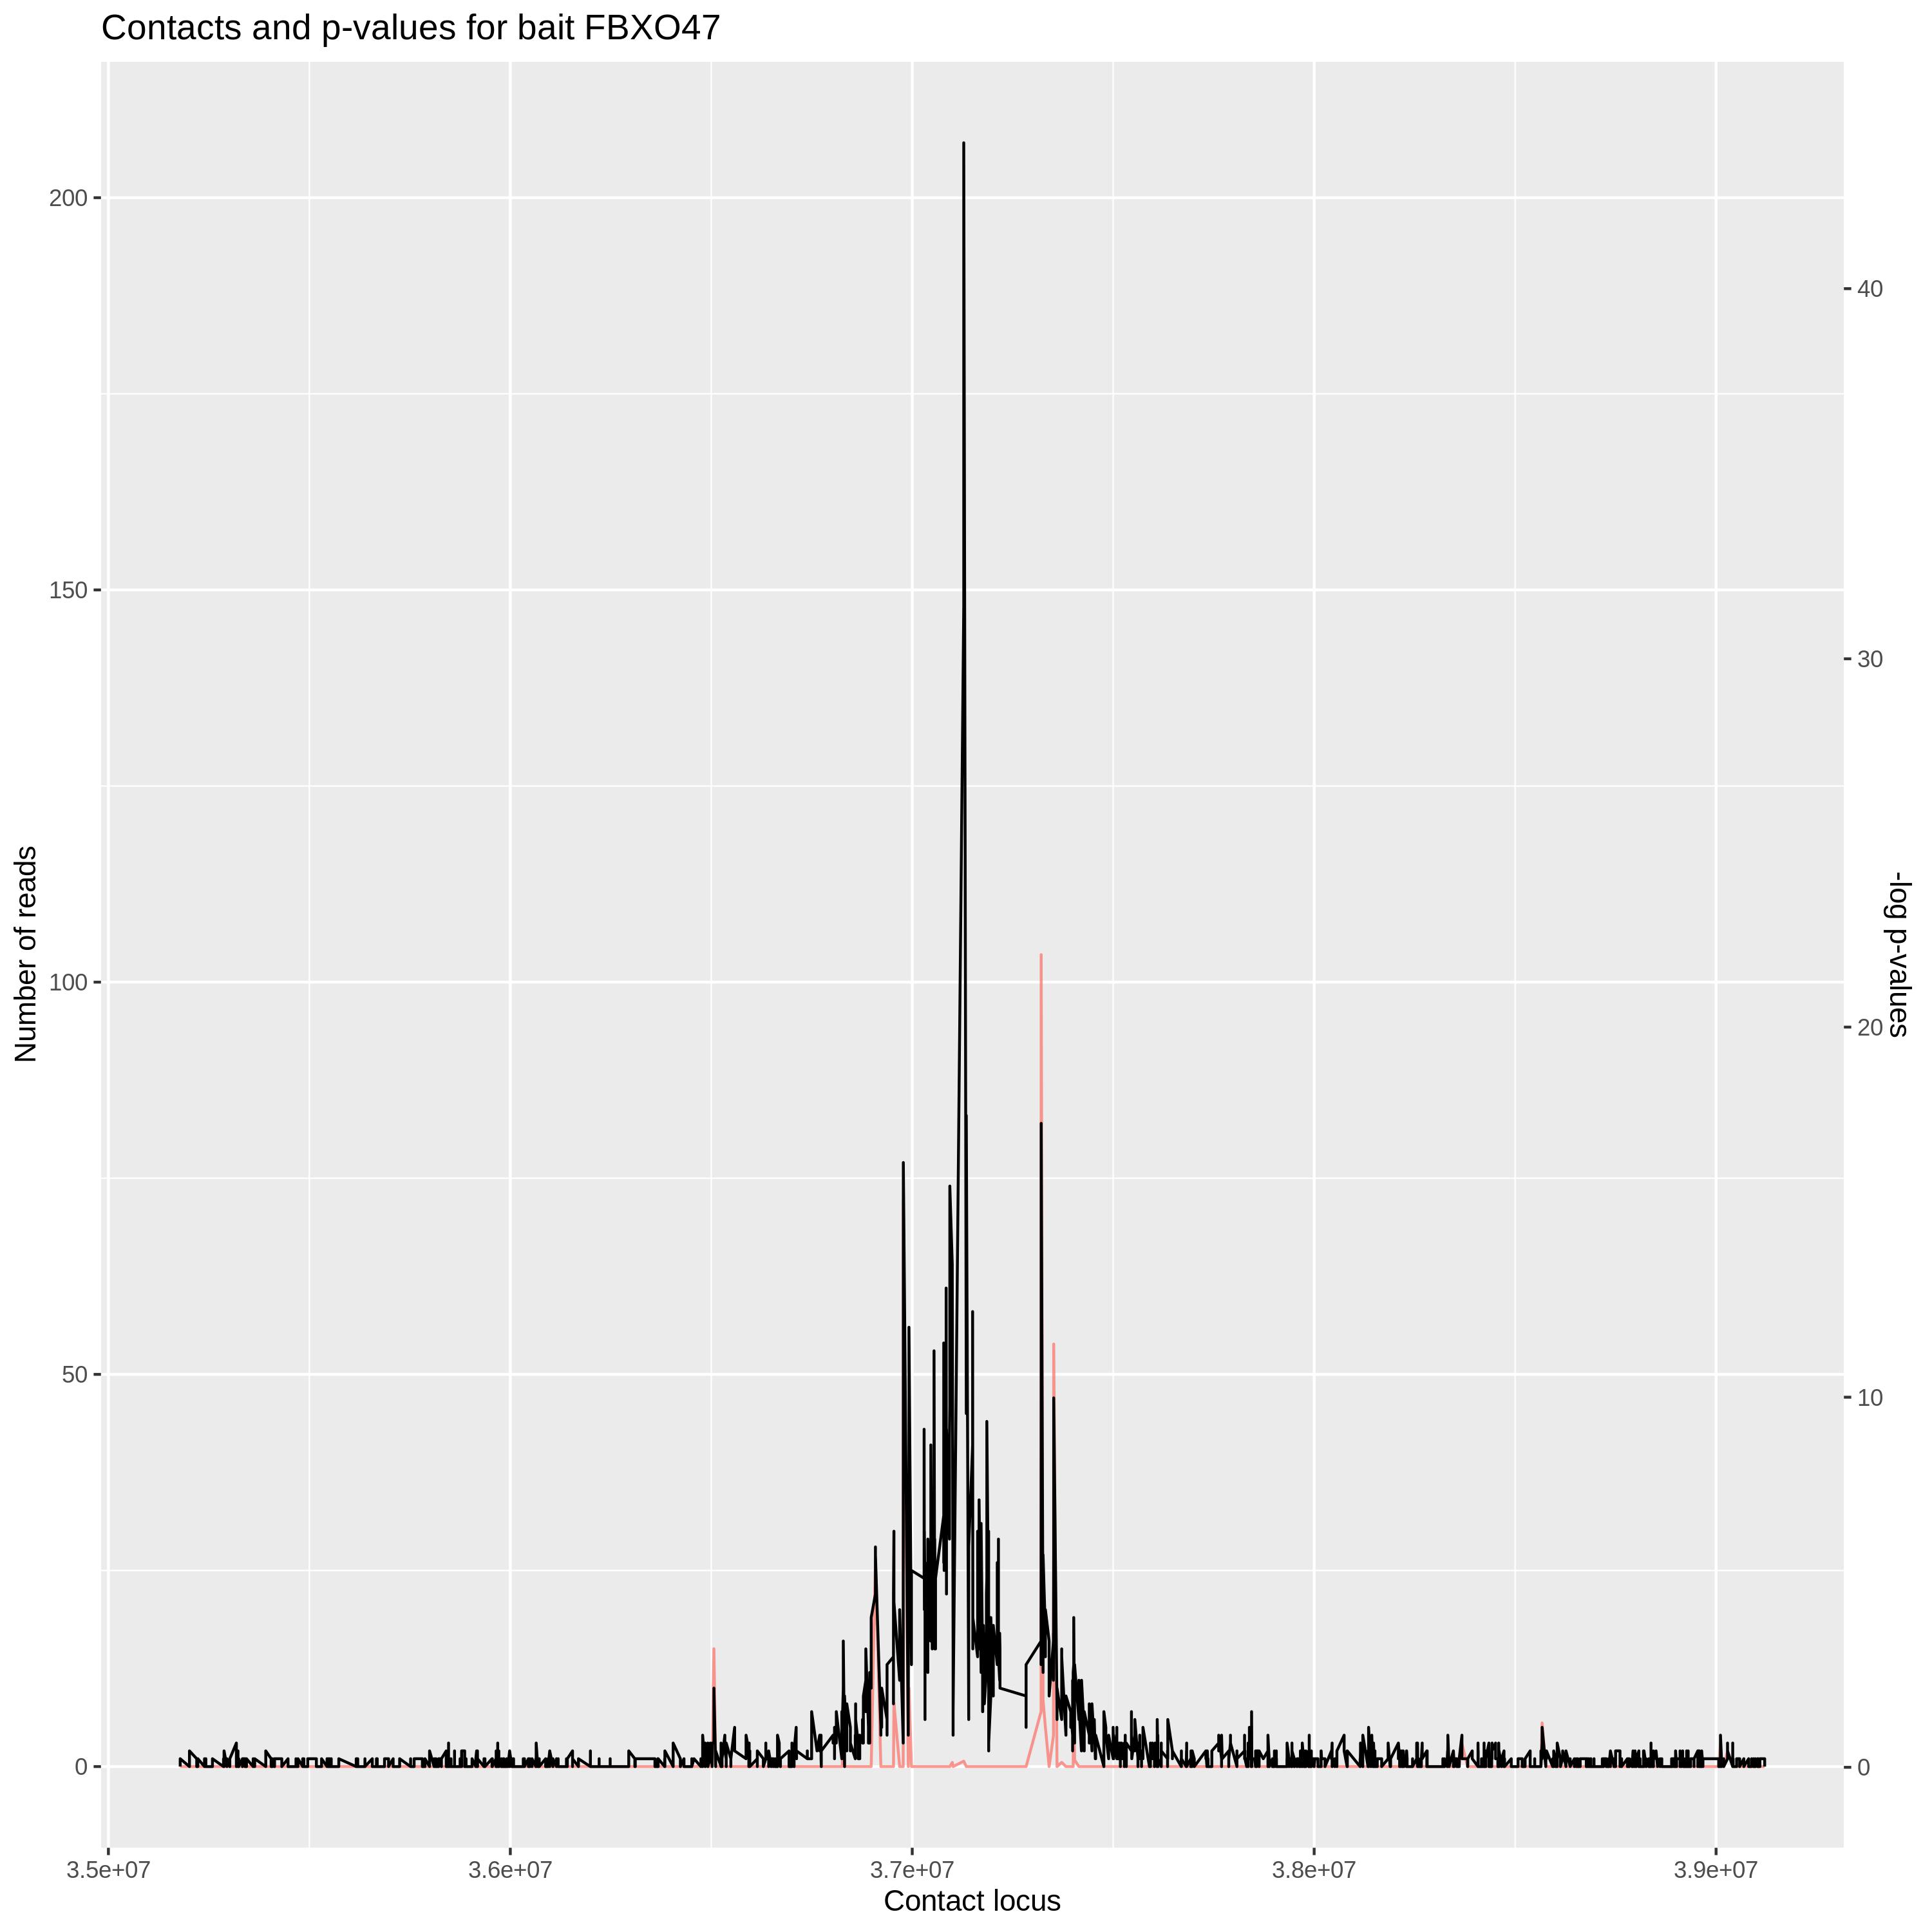 Contacts and p-values for bait FBXO47
200
150
100
50
0
Number of reads
40
30
20
10
0
-log p-values
3.5e+07 3.6e+07 3.7e+07 3.8e+07 3.9e+07
Contact locus